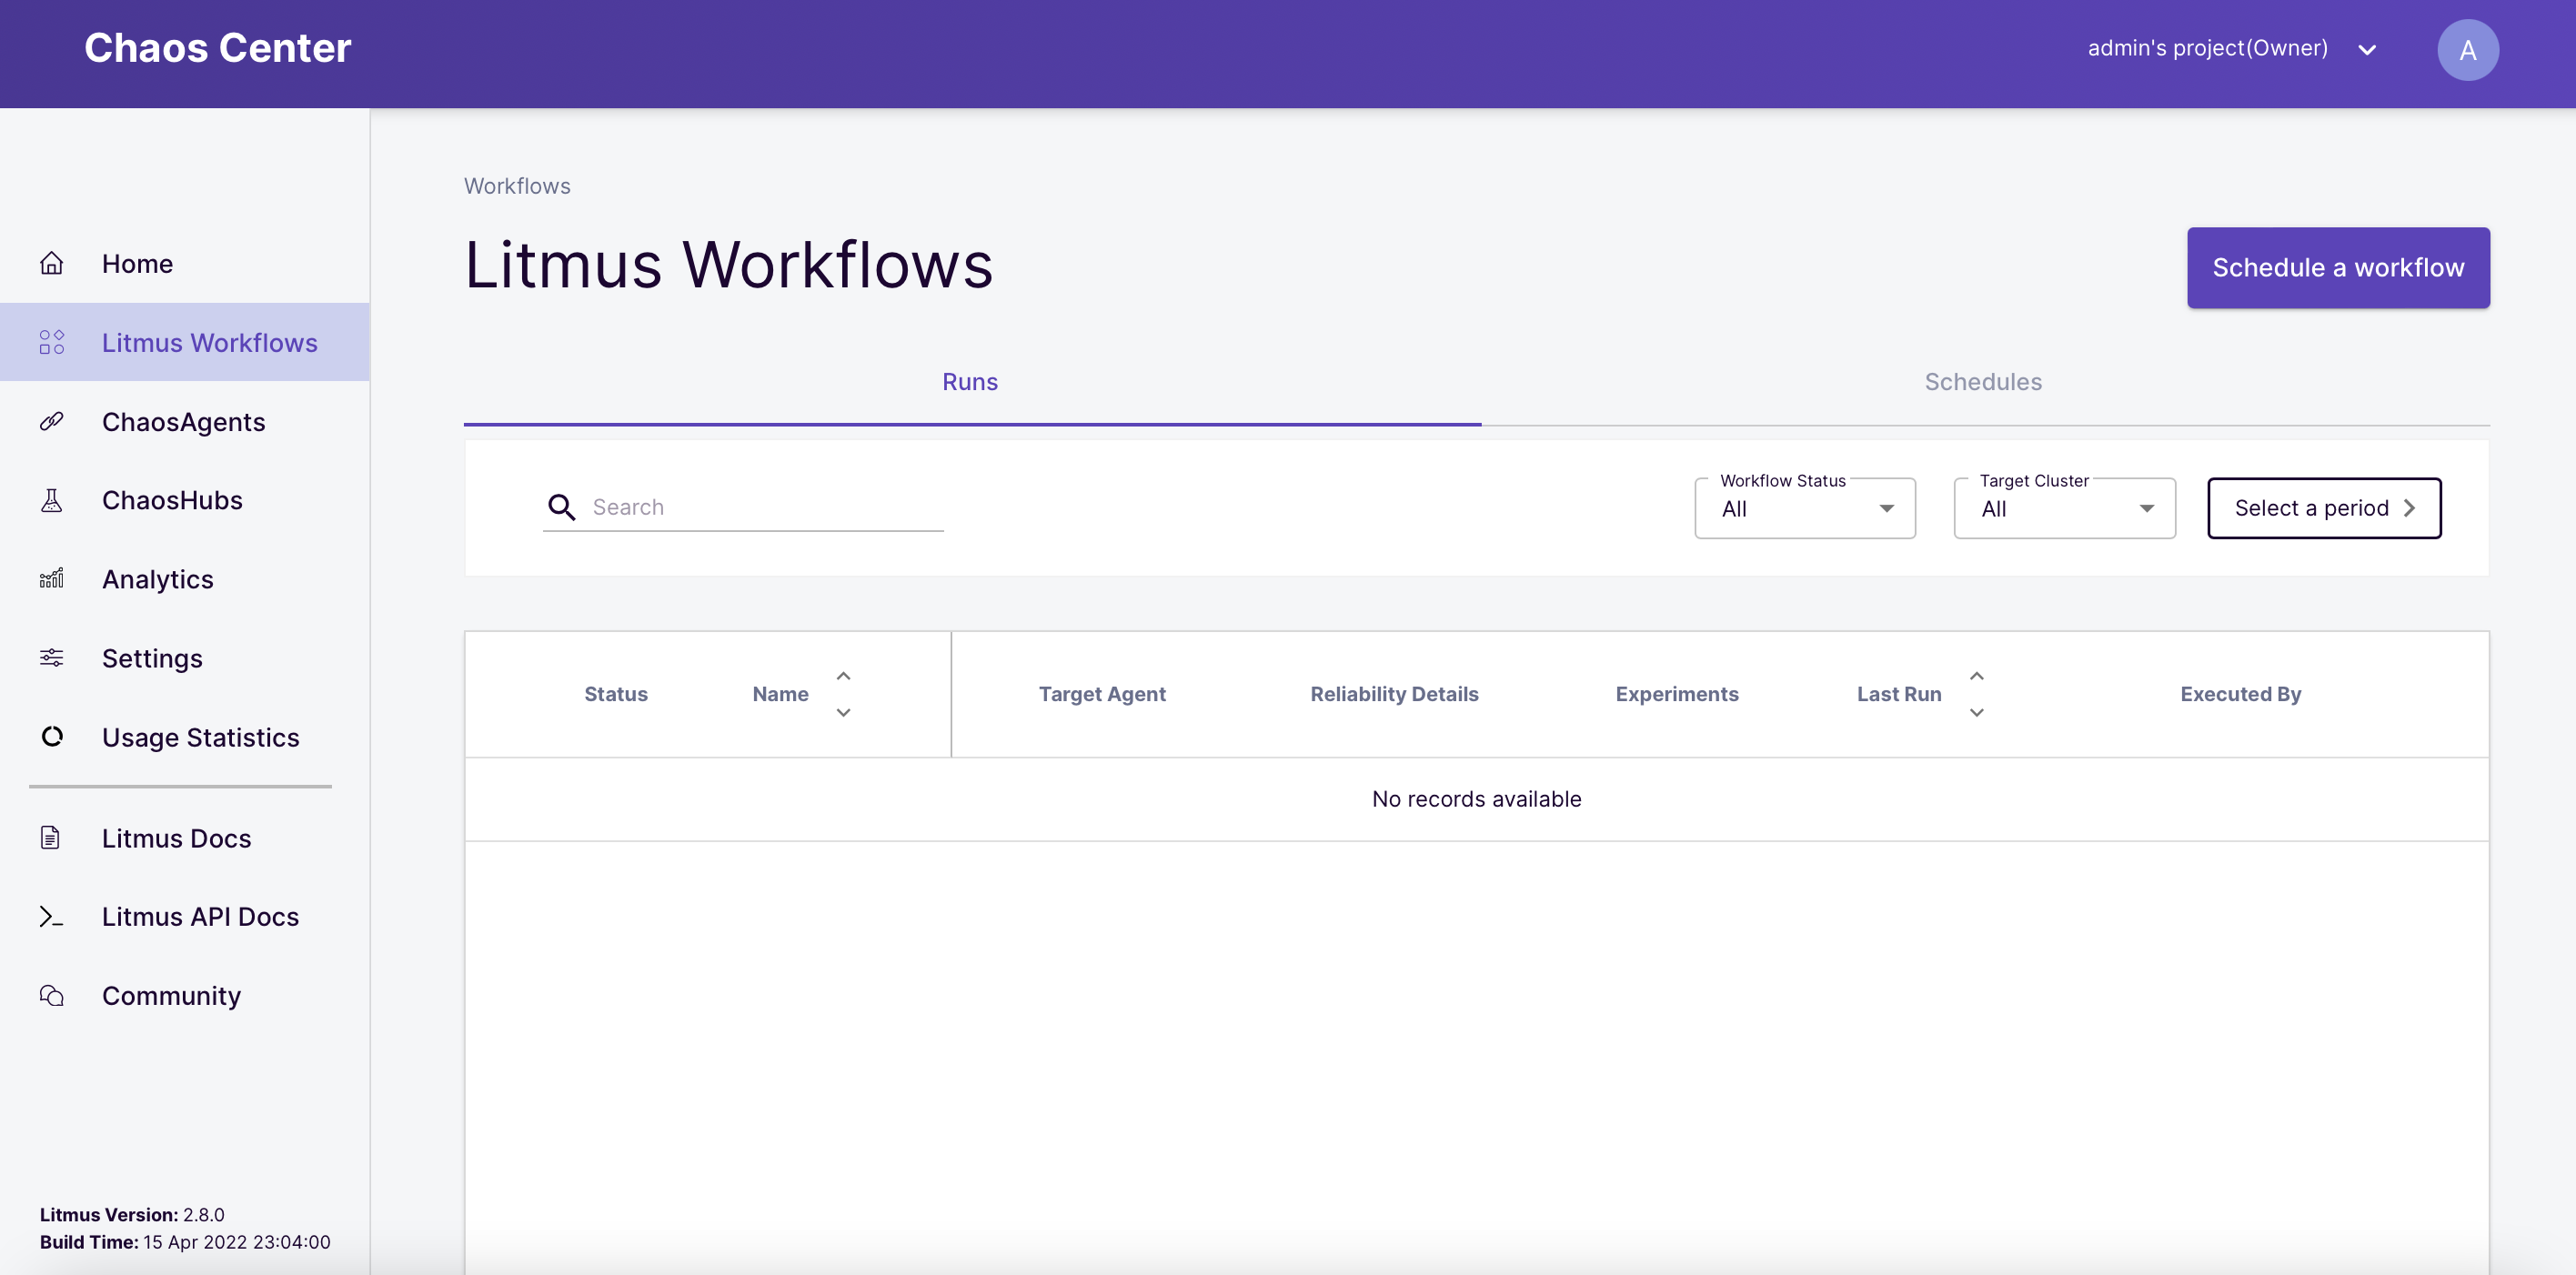 Chaos Center
admin's project(Owner)
A
Home
Litmus Workflows
ChaosAgents
ChaosHubs
Analytics
Settings
Usage Statistics
Litmus Docs
Litmus API Docs
Community
Litmus Version: 2.8.0
Build Time: 15 Apr 2022 23:04:00
Workflows
Litmus Workflows
Schedule a workflow
Runs
Schedules
Search
Workflow Status
All
Target Cluster
All
Select a period
Status
Name
Target Agent
Reliability Details
Experiments
Last Run
Executed By
No records available